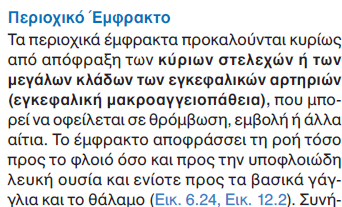 Περιοχικό Έμφρακτο
Τα περιοχικά έμφρακτα προκαλούνται κυρίως
από απόφραξη των κύριων στελεχών ή των
μεγάλων κλάδων των εγκεφαλικών αρτηριών
(εγκεφαλική μακροαγγειοπάθεια), που μπο-
ρεί να οφείλεται σε θρόμβωση, εμβολή ή άλλα
αίτια. Το έμφρακτο αποφράσσει τη ροή τόσο
προς το φλοιό όσο και προς την υποφλοιώδη
λευκή ουσία και ενίοτε προς τα βασικά γάγ-
γλια και το θάλαμο (Εικ. 6.24, Εικ. 12.2). Συνή-